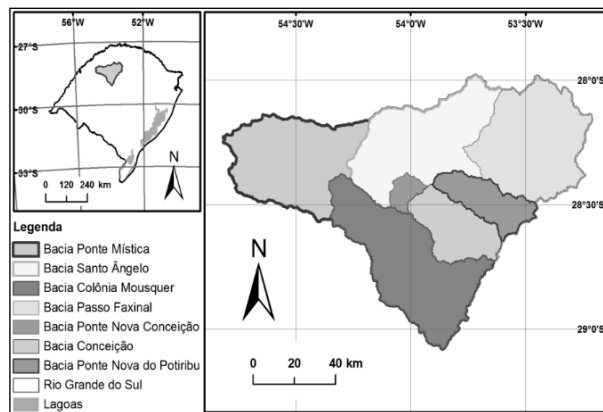 56°W 52°W
27°S
30°S
33°S
N
0 120 240 km
Legenda
Bacia Ponte Mística
Bacia Santo Ângelo
Bacia Colônia Mousquer
Bacia Passo Faxinal
Bacia Ponte Nova Conceição
Bacia Conceição
Bacia Ponte Nova do Potiribu
Rio Grande do Sul
Lagoas
54°30'W 54°0'W 53°30'W
28°0'S
28°30'S
29°0'S
N
0 20 40 km